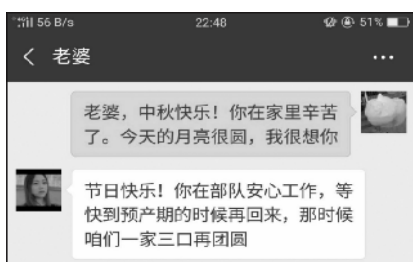 56 B/s 22:48 51%
老婆
老婆，中秋快乐！你在家里辛苦
了。今天的月亮很圆，我很想你
节日快乐！你在部队安心工作，等
快到预产期的时候再回来，那时候
咱们一家三口再团圆